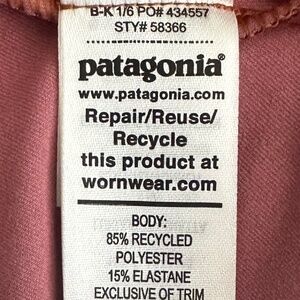 B-K 1/6 PO# 434557
STY# 58366
patagonia®
www.patagonia.com
Repair/Reuse/
Recycle
this product at
wornwear.com
BODY:
85% RECYCLED
POLYESTER
15% ELASTANE
EXCLUSIVE OF TRIM